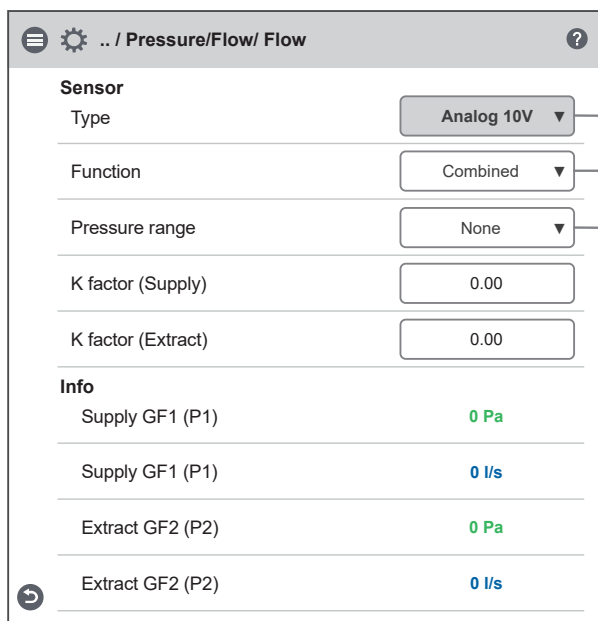 .. / Pressure/Flow/ Flow ?
Sensor
Type Analog 10V ▼
Function Combined ▼
Pressure range None ▼
K factor (Supply) 0.00
K factor (Extract) 0.00
Info
Supply GF1 (P1) 0 Pa
Supply GF1 (P1) 0 l/s
Extract GF2 (P2) 0 Pa
Extract GF2 (P2) 0 l/s